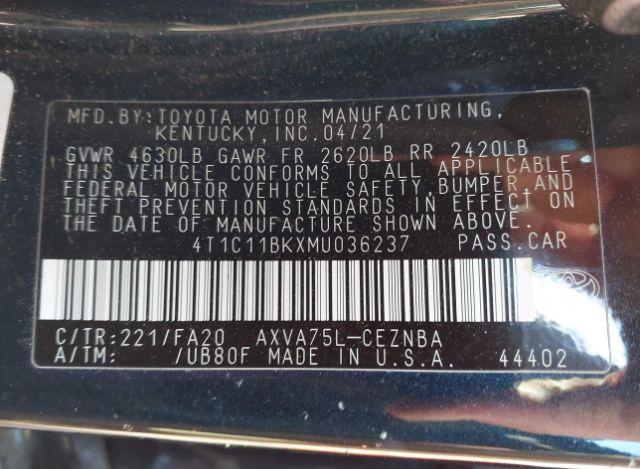 MFD.BY:TOYOTA MOTOR MANUFACTURING,
KENTUCKY,INC.04/21
GVWR 4630LB GAWR FR 2620LB RR 2420LB
THIS VEHICLE CONFORMS TO ALL APPLICABLE
FEDERAL MOTOR VEHICLE SAFETY,BUMPER,AND
THEFT PREVENTION STANDARDS IN EFFECT ON
THE DATE OF MANUFACTURE SHOWN ABOVE.
4T1C11BKXMU036237 PASS.CAR
C/TR:221/FA20 AXVA75L-CEZNBA
A/TM: /UB80F MADE IN U.S.A. 44402